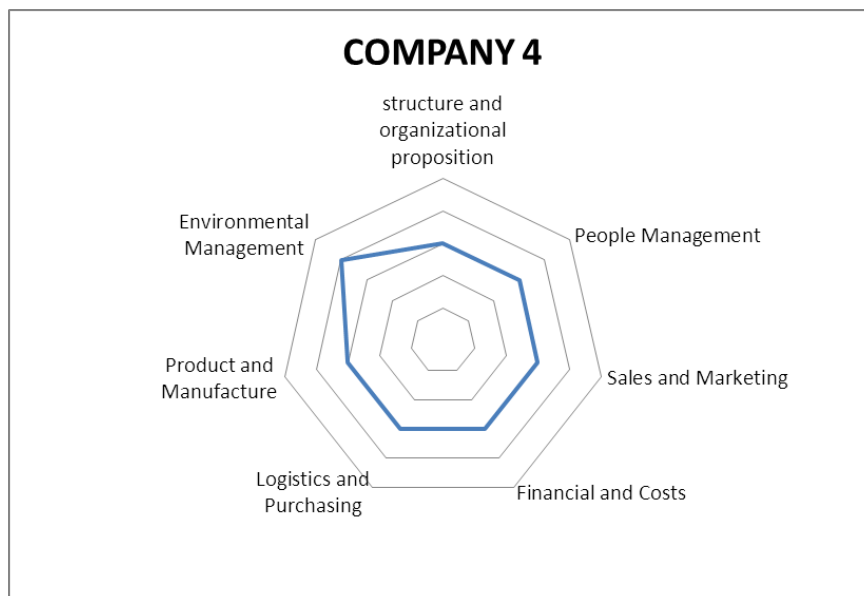 COMPANY 4
structure and
organizational
proposition
People Management
Sales and Marketing
Financial and Costs
Logistics and
Purchasing
Product and
Manufacture
Environmental
Management